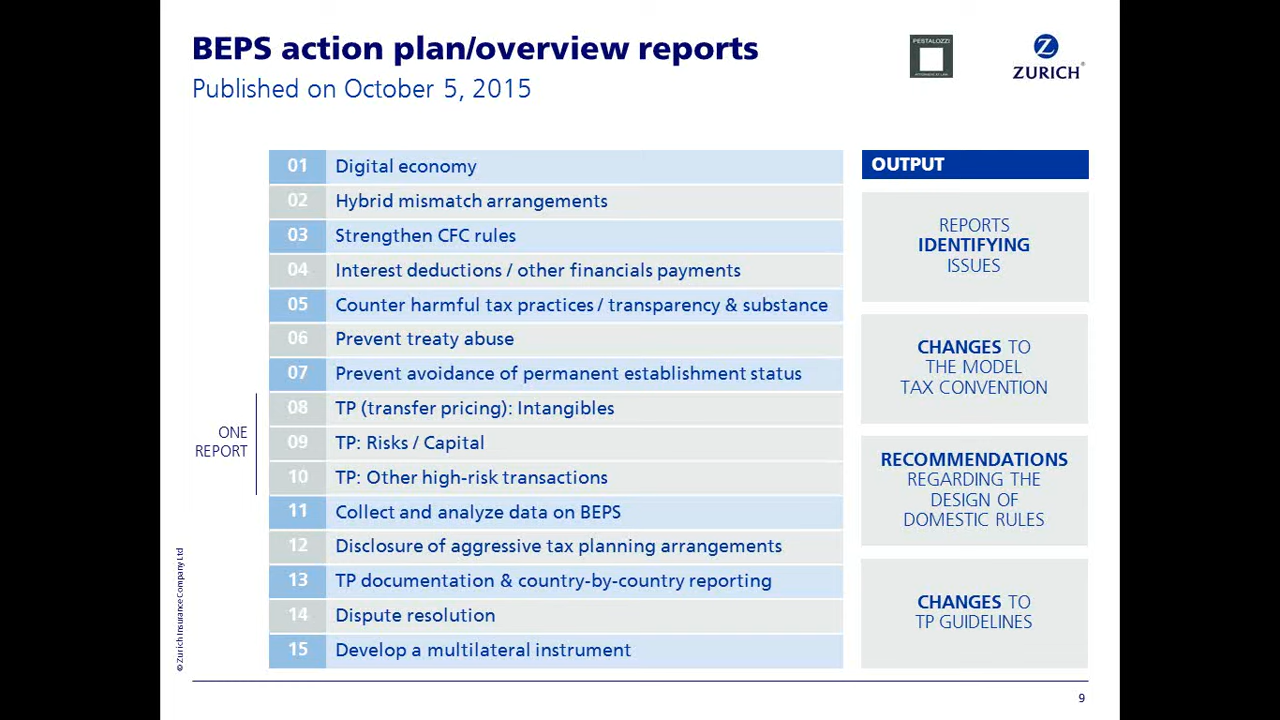 BEPS action plan/overview reports
Published on October 5, 2015
PESTALOZZI
ATTORNEYS AT LAW
Z
ZURICH®
01 Digital economy
02 Hybrid mismatch arrangements
03 Strengthen CFC rules
04 Interest deductions / other financials payments
05 Counter harmful tax practices / transparency & substance
06 Prevent treaty abuse
07 Prevent avoidance of permanent establishment status
08 TP (transfer pricing): Intangibles
09 TP: Risks / Capital
10 TP: Other high-risk transactions
11 Collect and analyze data on BEPS
12 Disclosure of aggressive tax planning arrangements
13 TP documentation & country-by-country reporting
14 Dispute resolution
15 Develop a multilateral instrument
ONE
REPORT
OUTPUT
REPORTS
IDENTIFYING
ISSUES
CHANGES TO
THE MODEL
TAX CONVENTION
RECOMMENDATIONS
REGARDING THE
DESIGN OF
DOMESTIC RULES
CHANGES TO
TP GUIDELINES
© Zurich Insurance Company Ltd
9